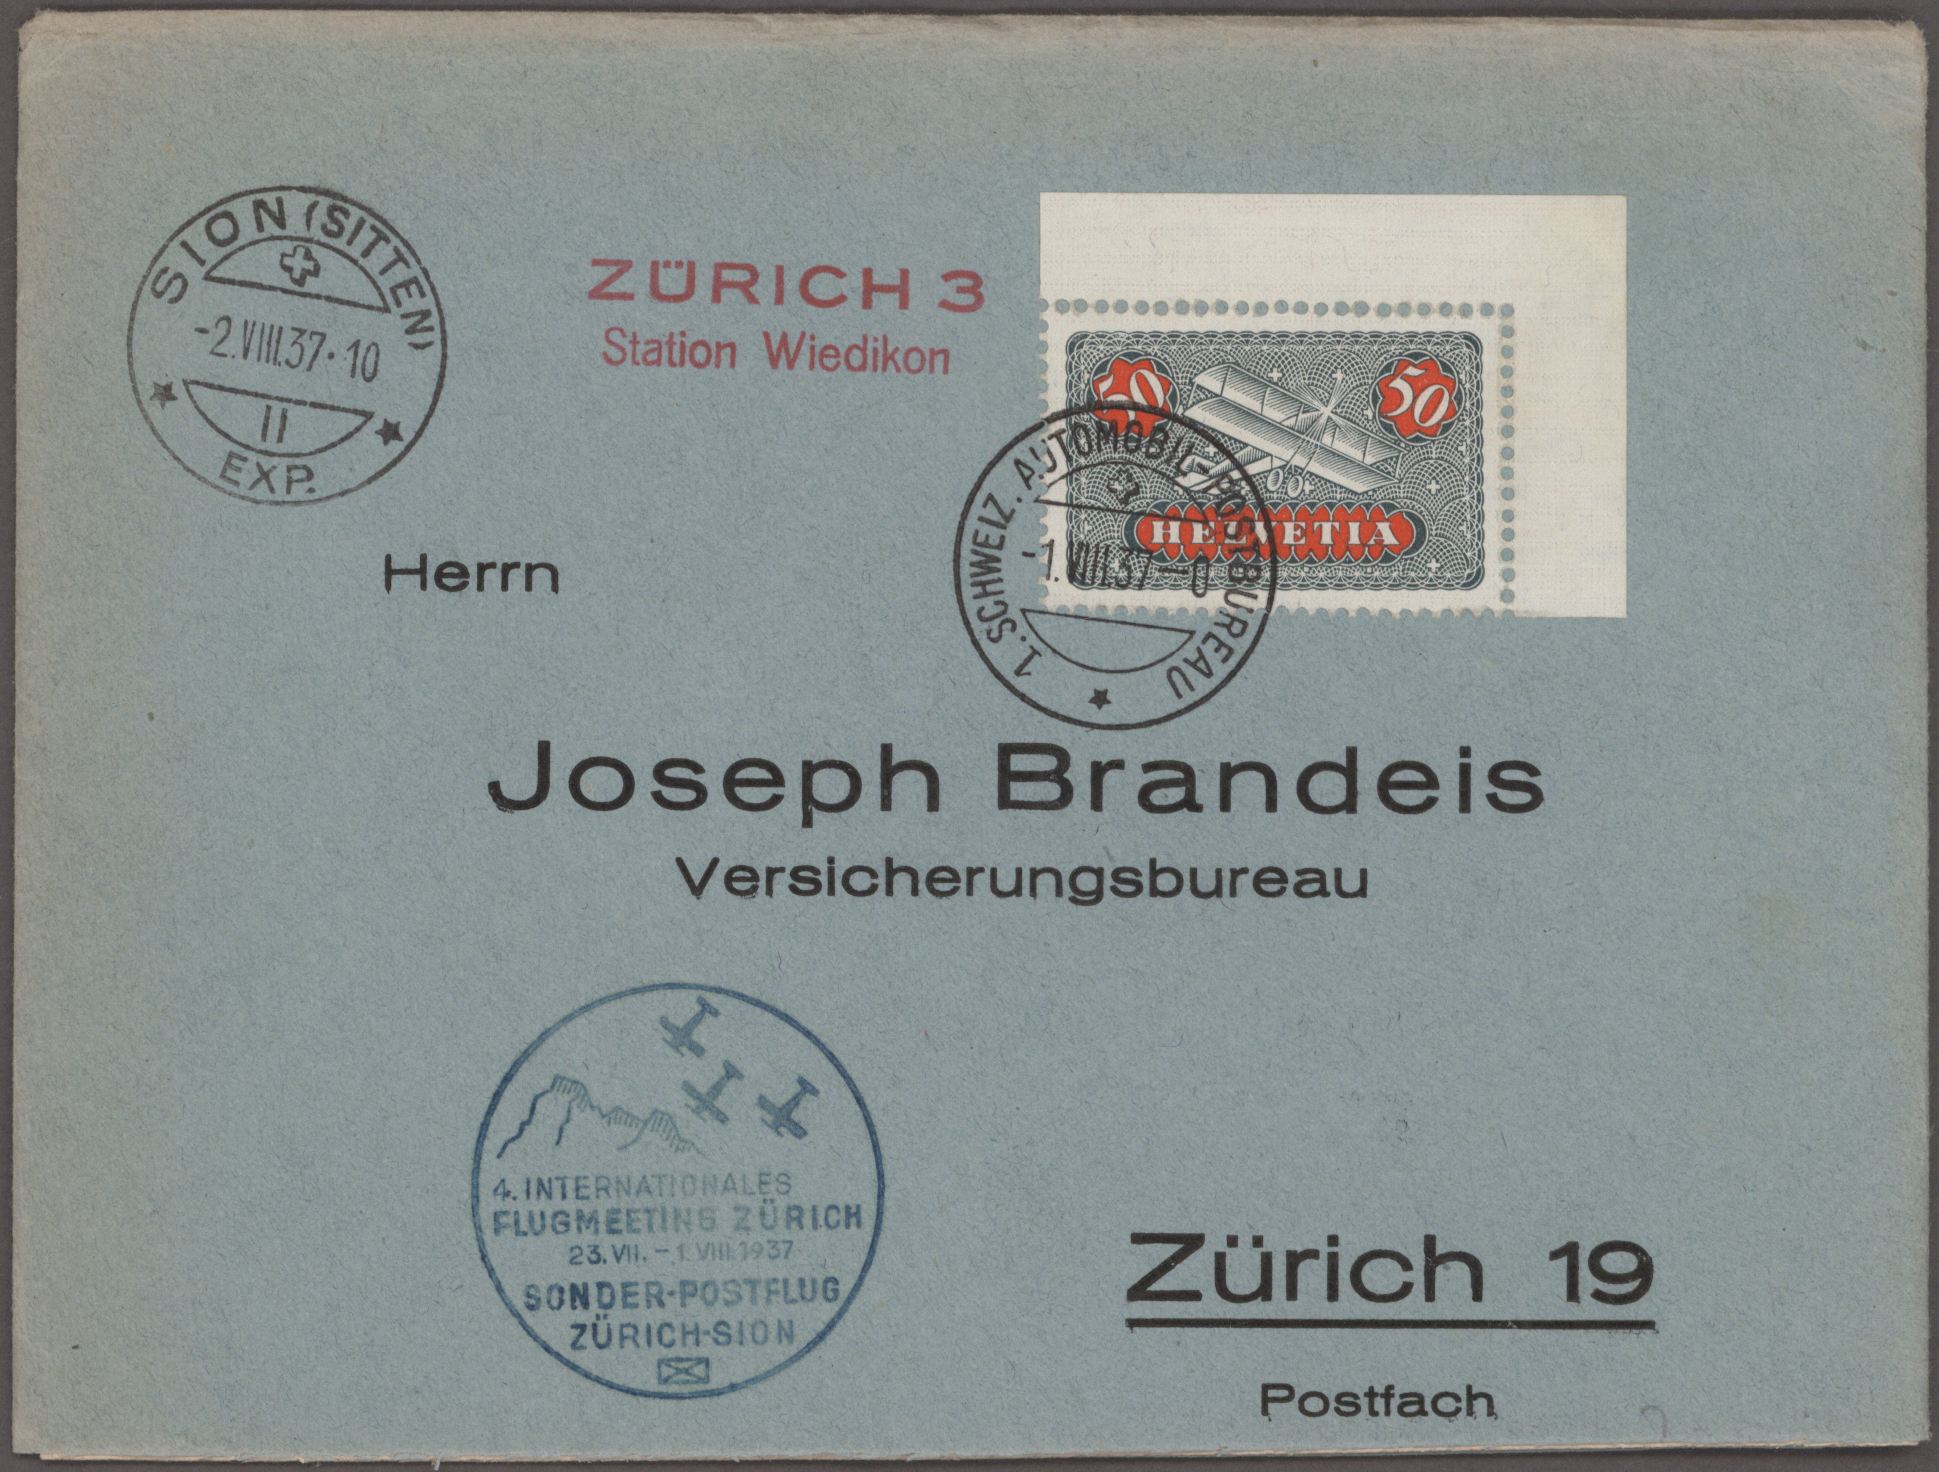 SION (SITTEN)
-2.VIII.37·10
II
EXP.
ZÜRICH 3
Station Wiedikon
50 50
HELVETIA
1. SCHWEIZ. AUTOMOBIL-POSTBUREAU
-1.VIII.37–0
Herrn
Joseph Brandeis
Versicherungsbureau
4. INTERNATIONALES
FLUGMEETING ZÜRICH
23.VII.–1.VIII.1937
SONDER-POSTFLUG
ZÜRICH-SION
Zürich 19
Postfach